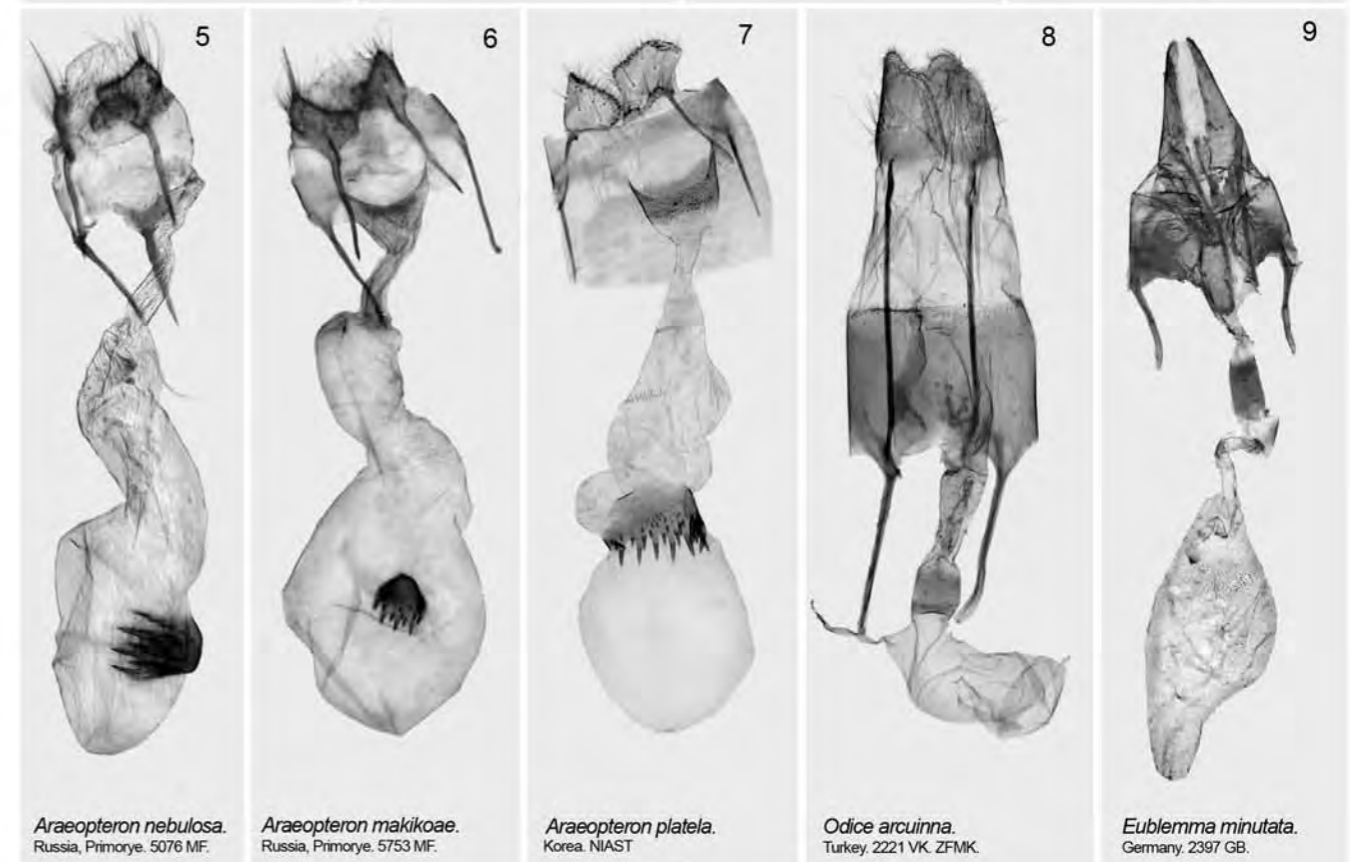 5
6
7
8
9
Araeopteron nebulosa.
Russia, Primorye. 5076 MF.
Araeopteron makikoae.
Russia, Primorye. 5753 MF.
Araeopteron platela.
Korea. NIAST
Odice arcuinna.
Turkey. 2221 VK. ZFMK.
Eublemma minutata.
Germany. 2397 GB.